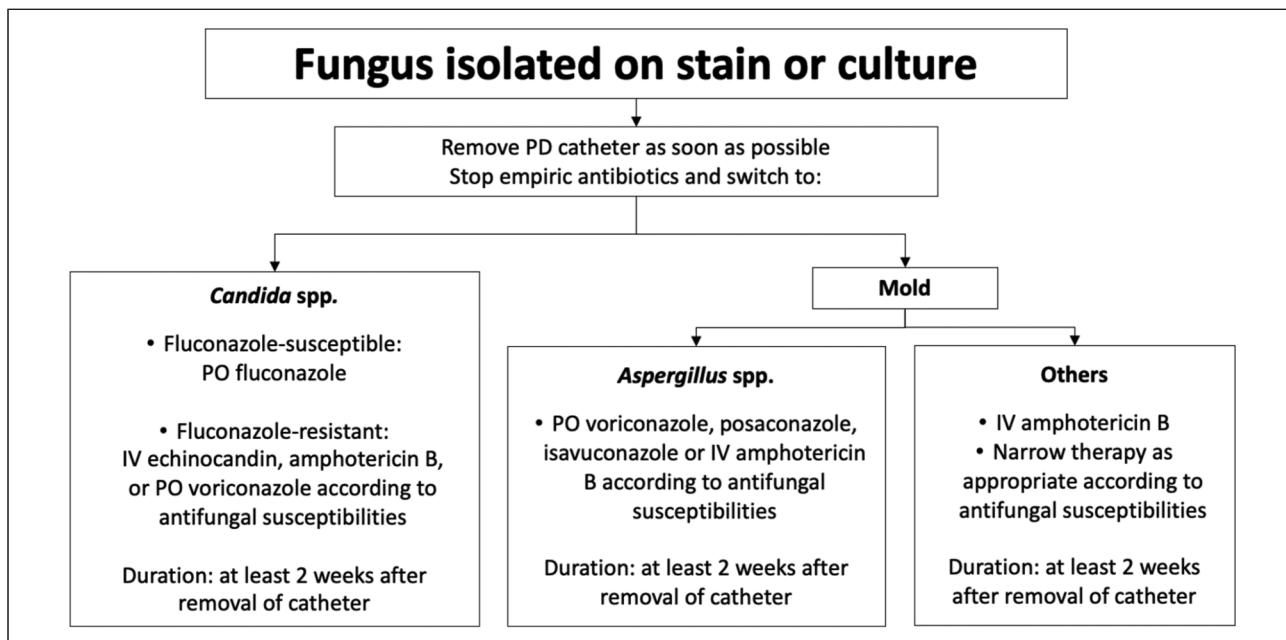 Fungus isolated on stain or culture
Remove PD catheter as soon as possible
Stop empiric antibiotics and switch to:
Candida spp.
• Fluconazole-susceptible:
PO fluconazole
• Fluconazole-resistant:
IV echinocandin, amphotericin B,
or PO voriconazole according to
antifungal susceptibilities
Duration: at least 2 weeks after
removal of catheter
Mold
Aspergillus spp.
• PO voriconazole, posaconazole,
isavuconazole or IV amphotericin
B according to antifungal
susceptibilities
Duration: at least 2 weeks after
removal of catheter
Others
• IV amphotericin B
• Narrow therapy as
appropriate according to
antifungal susceptibilities
Duration: at least 2 weeks
after removal of catheter